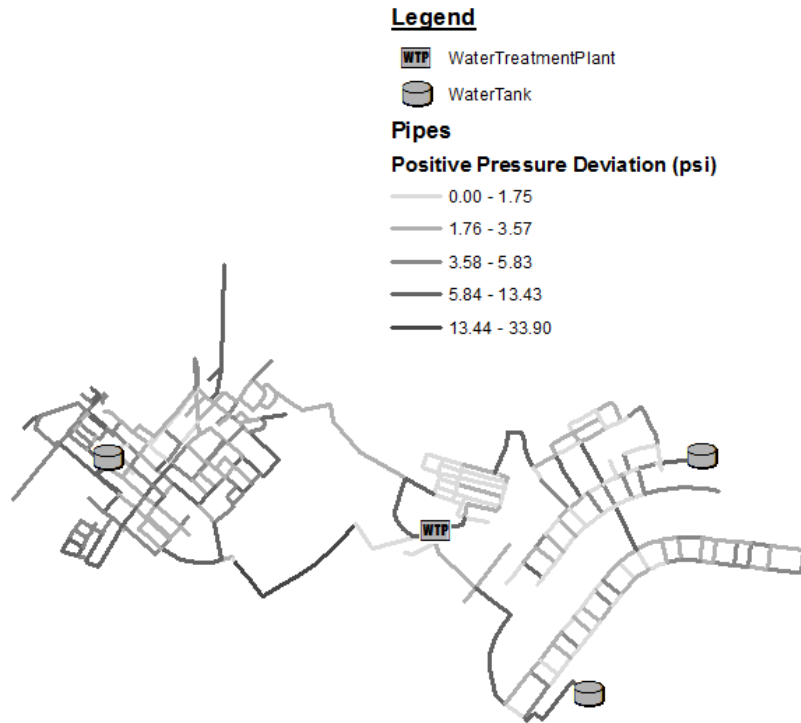 Legend
WTP WaterTreatmentPlant
WaterTank
Pipes
Positive Pressure Deviation (psi)
0.00 - 1.75
1.76 - 3.57
3.58 - 5.83
5.84 - 13.43
13.44 - 33.90
WTP